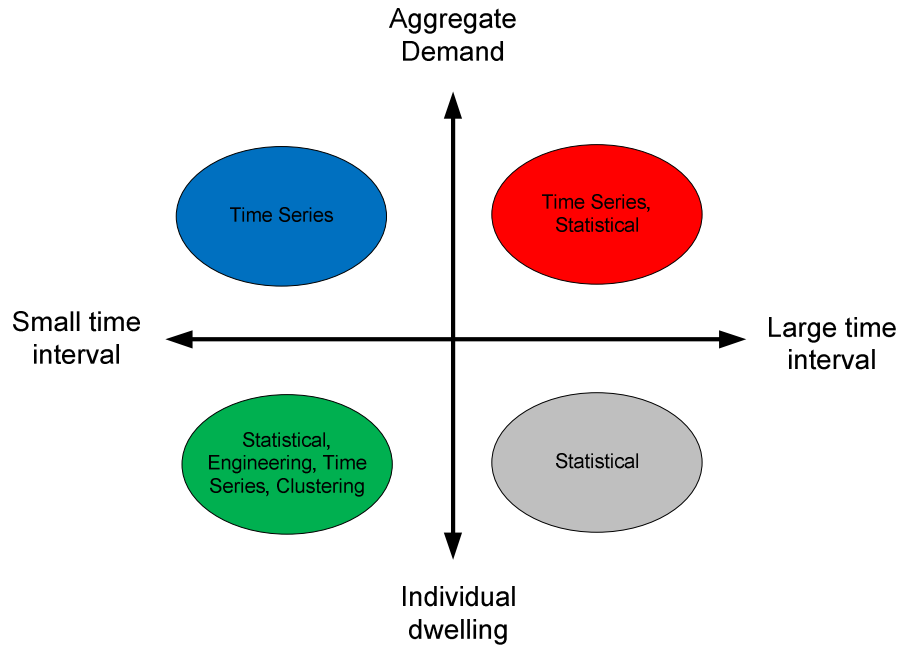 Aggregate
Demand
Time Series
Time Series,
Statistical
Small time
interval
Large time
interval
Statistical,
Engineering, Time
Series, Clustering
Statistical
Individual
dwelling